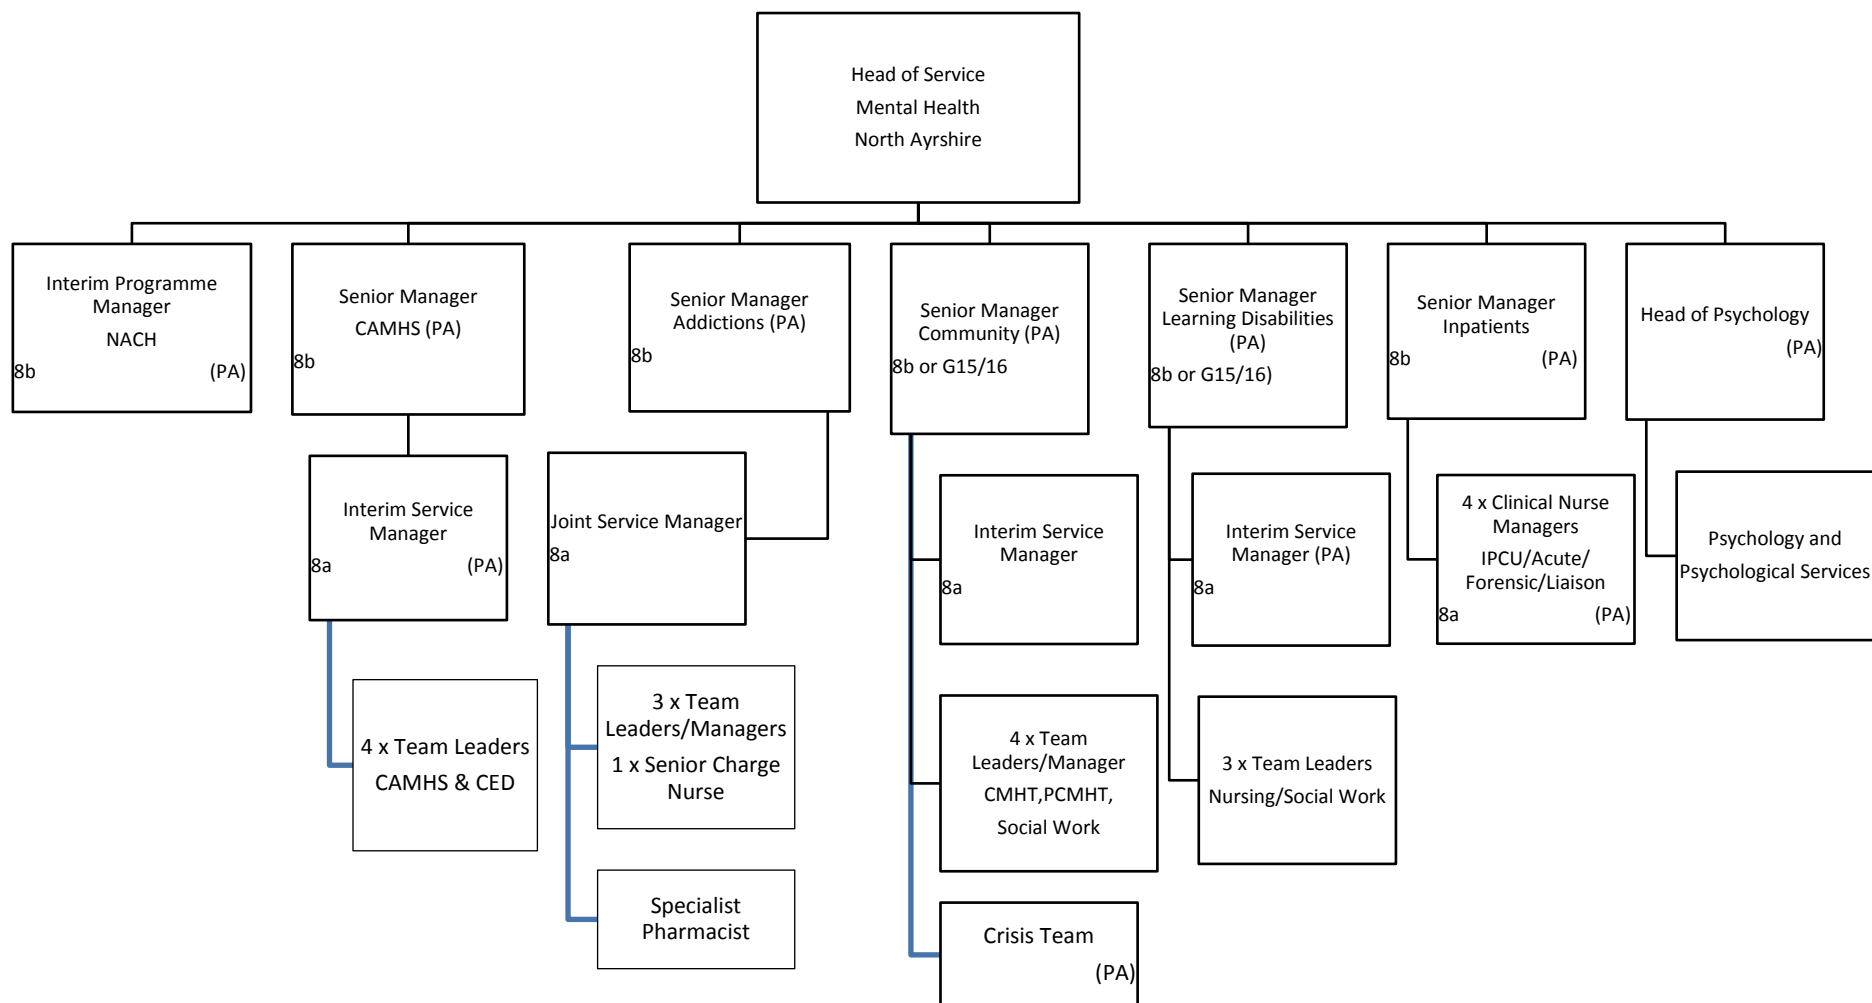 Head of Service
Mental Health
North Ayrshire
Interim Programme
Manager
NACH
8b (PA)
Senior Manager
CAMHS (PA)
8b
Senior Manager
Addictions (PA)
8b
Senior Manager
Community (PA)
8b or G15/16
Senior Manager
Learning Disabilities
(PA)
8b or G15/16)
Senior Manager
Inpatients
8b (PA)
Head of Psychology
(PA)
Interim Service
Manager
8a (PA)
Joint Service Manager
8a
Interim Service
Manager
8a
Interim Service
Manager (PA)
8a
4 x Clinical Nurse
Managers
IPCU/Acute/
Forensic/Liaison
8a (PA)
Psychology and
Psychological Services
4 x Team Leaders
CAMHS & CED
3 x Team
Leaders/Managers
1 x Senior Charge
Nurse
4 x Team
Leaders/Manager
CMHT,PCMHT,
Social Work
3 x Team Leaders
Nursing/Social Work
Specialist
Pharmacist
Crisis Team
(PA)